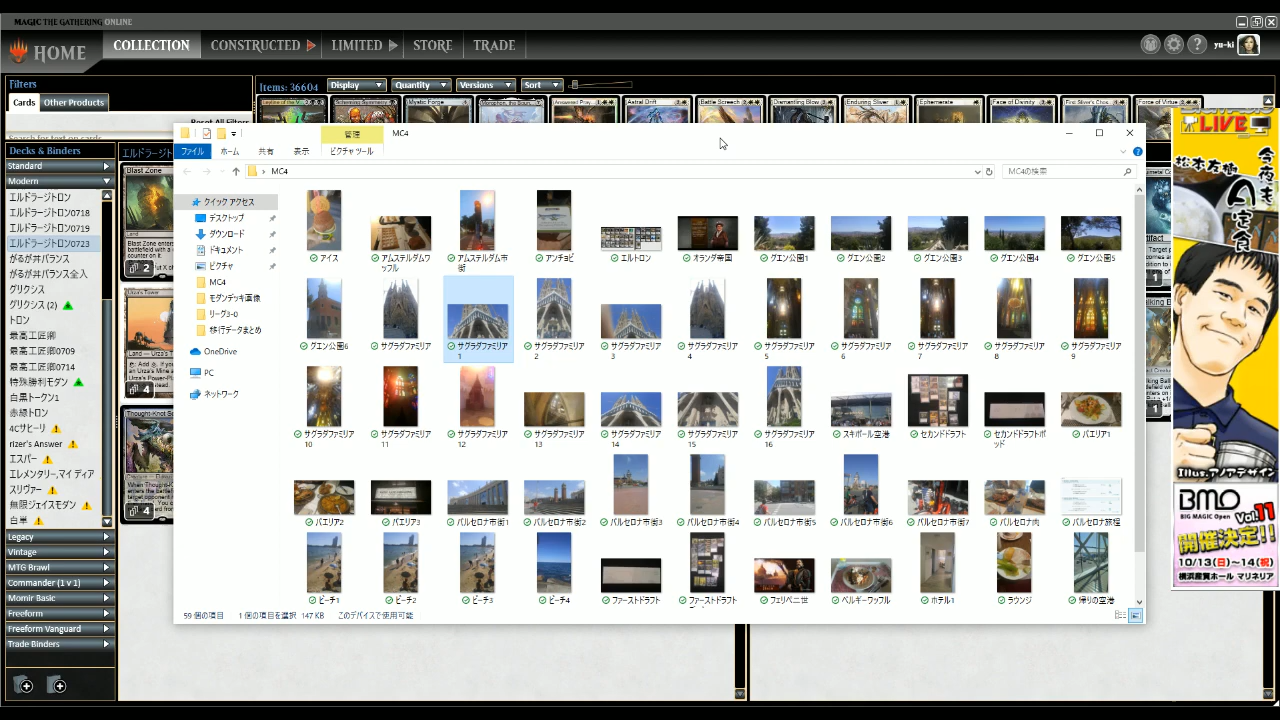 MAGIC THE GATHERING ONLINE
HOME
COLLECTION
CONSTRUCTED
LIMITED
STORE
TRADE
yu-ki
Filters
Cards
Other Products
Reset All Filters
Search for text on cards
Items: 36604
Display
Quantity
Versions
Sort
Mystic Forge
Astral Drift
Battle Screech
Diamantling Blow
Enduring Sliver
Ephemerate
Face of Divinity
Force of Virtue
Decks & Binders
Standard
Modern
エルドラージトロン
エルドラージトロン0718
エルドラージトロン0719
エルドラージトロン0723
がるが丼バランス
がるが丼バランス全入
グリクシス
グリクシス (2)
トロン
最高工匠卿
最高工匠卿0709
最高工匠卿0714
特殊勝利モダン
白黒トークン1
赤緑トロン
4Cサヒーリ
rizer's Answer
エスパー
エレメンタリ,マイディア
スリヴァー
無限ジェイスモダン
白単
Legacy
Vintage
MTG Brawl
Commander (1 v 1)
Momir Basic
Freeform
Freeform Vanguard
Trade Binders
Blast Zone
Land
2
Urza's Tower
4
4
管理
MC4
ファイル
ホーム
共有
表示
ピクチャ ツール
MC4
MC4の検索
クイック アクセス
デスクトップ
ダウンロード
ドキュメント
ピクチャ
MC4
モダンデッキ画像
リーグ3-0
移行データまとめ
OneDrive
PC
ネットワーク
アイス
アムステルダムワッフル
アムステルダム市街
アンチョビ
エルトロン
オランダ帝国
グエン公園1
グエン公園2
グエン公園3
グエン公園4
グエン公園5
グエン公園6
サグラダファミリア
サグラダファミリア1
サグラダファミリア2
サグラダファミリア3
サグラダファミリア4
サグラダファミリア5
サグラダファミリア6
サグラダファミリア7
サグラダファミリア8
サグラダファミリア9
サグラダファミリア10
サグラダファミリア11
サグラダファミリア12
サグラダファミリア13
サグラダファミリア14
サグラダファミリア15
サグラダファミリア16
スキポール空港
セカンドドラフト
セカンドドラフトポッド
パエリア1
パエリア2
パエリア3
バルセロナ市街1
バルセロナ市街2
バルセロナ市街3
バルセロナ市街4
バルセロナ市街5
バルセロナ市街6
バルセロナ市街7
バルセロナ肉
バルセロナ旅程
ビーチ1
ビーチ2
ビーチ3
ビーチ4
ファーストドラフト
ファーストドラフト
フェリペ二世
ベルギーワッフル
ホテル1
ラウンジ
帰りの空港
59 個の項目
1 個の項目を選択 147 KB
このデバイスで使用可能
LIVE
今夜も
松本友樹
A定食
Illus.アノアデザイン
BMO
BIG MAGIC Open
Vol.11
開催決定!!
10/13(日)~14(祝)
横浜産貿ホール マリネリア